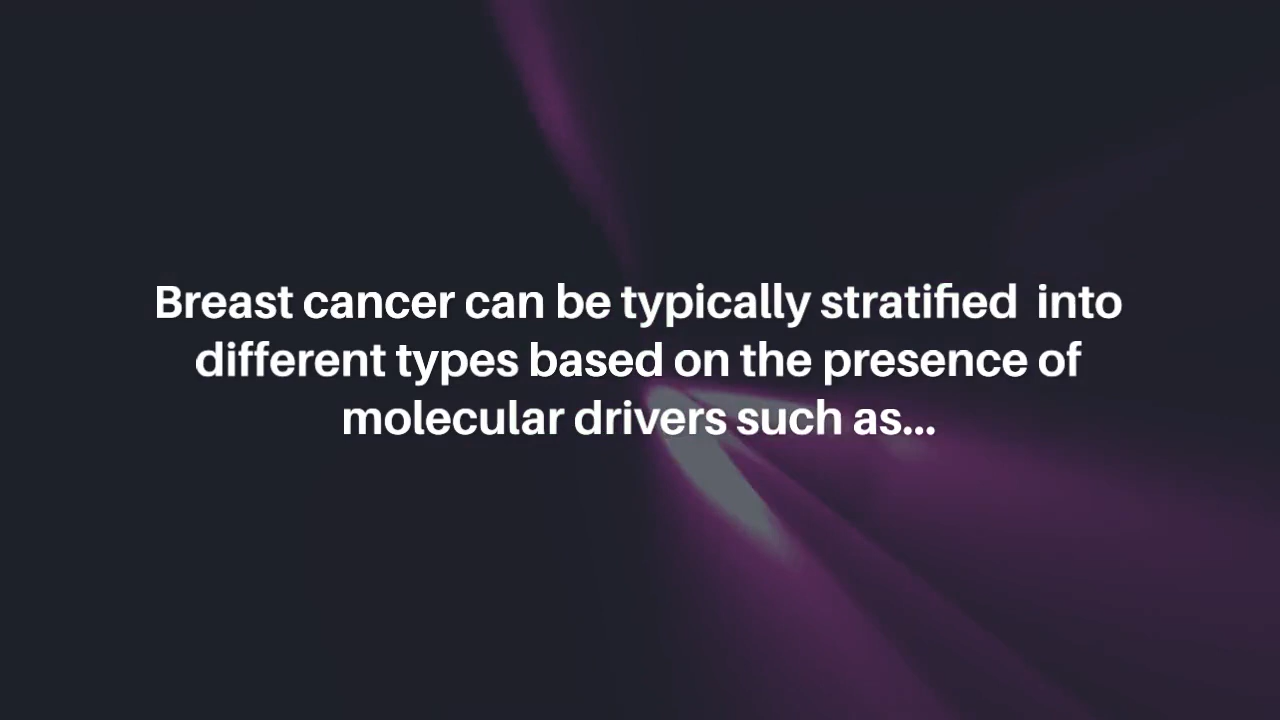 Breast cancer can be typically stratified  into
different types based on the presence of
molecular drivers such as...